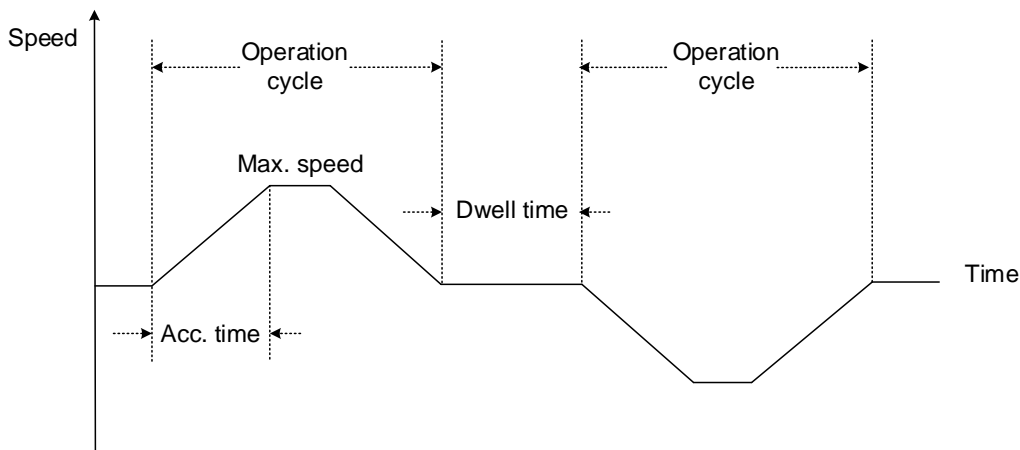 Speed
Operation
cycle
Operation
cycle
Max. speed
Dwell time
Time
Acc. time